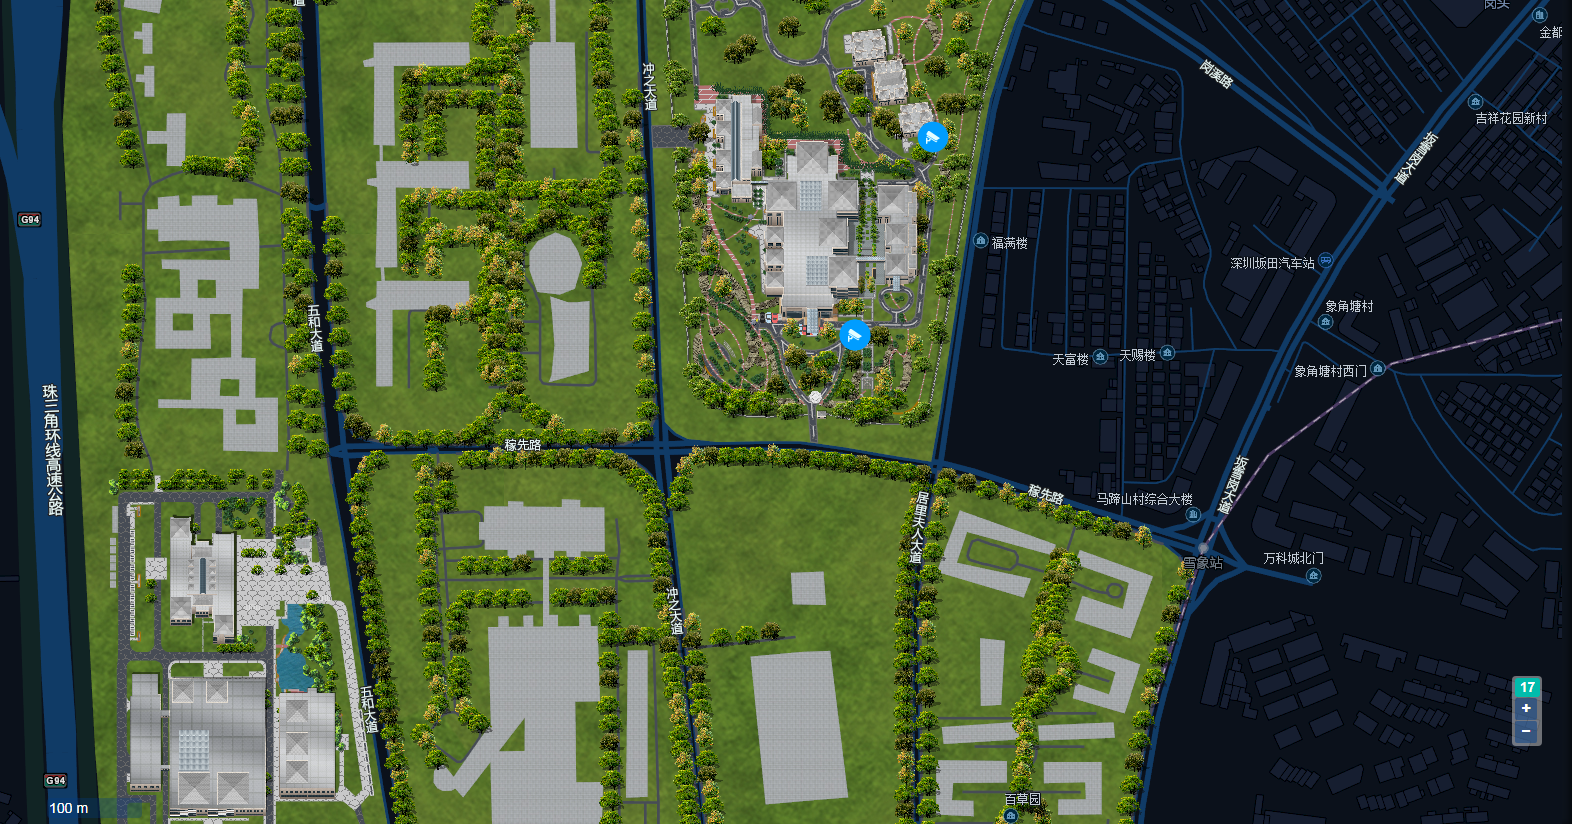 道
岗头
金都
冲之大道
岗溪路
吉祥花园新村
坂雪岗大道
G94
福满楼
深圳坂田汽车站
象角塘村
五和大道
天富楼
天赐楼
象角塘村西门
珠三角环线高速公路
稼先路
坂雪岗大道
居里夫人大道
稼先路
马蹄山村综合大楼
雪象站
万科城北门
冲之大道
五和大道
17
+
−
G94
100 m
百草园